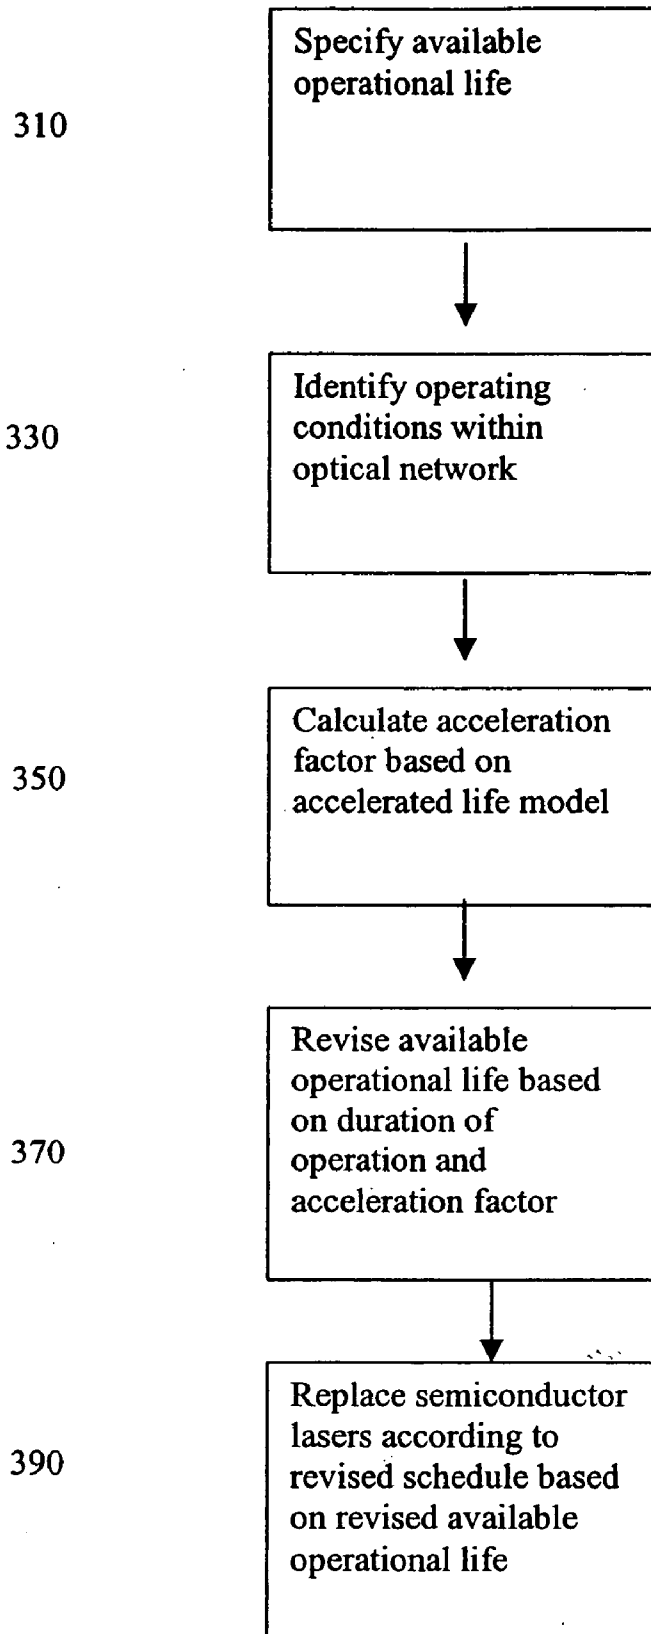 310
Specify available
operational life
330
Identify operating
conditions within
optical network
350
Calculate acceleration
factor based on
accelerated life model
370
Revise available
operational life based
on duration of
operation and
acceleration factor
390
Replace semiconductor
lasers according to
revised schedule based
on revised available
operational life